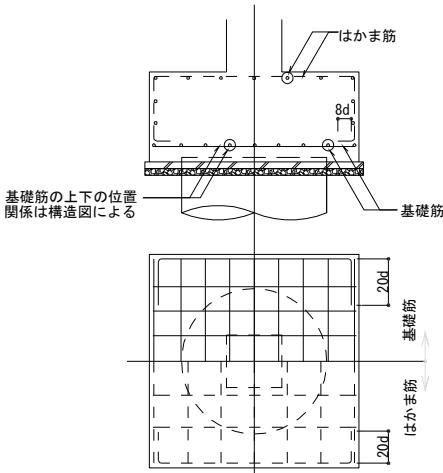 はかま筋
8d
基礎筋の上下の位置
関係は構造図による
基礎筋
20d
基礎筋
はかま筋
20d